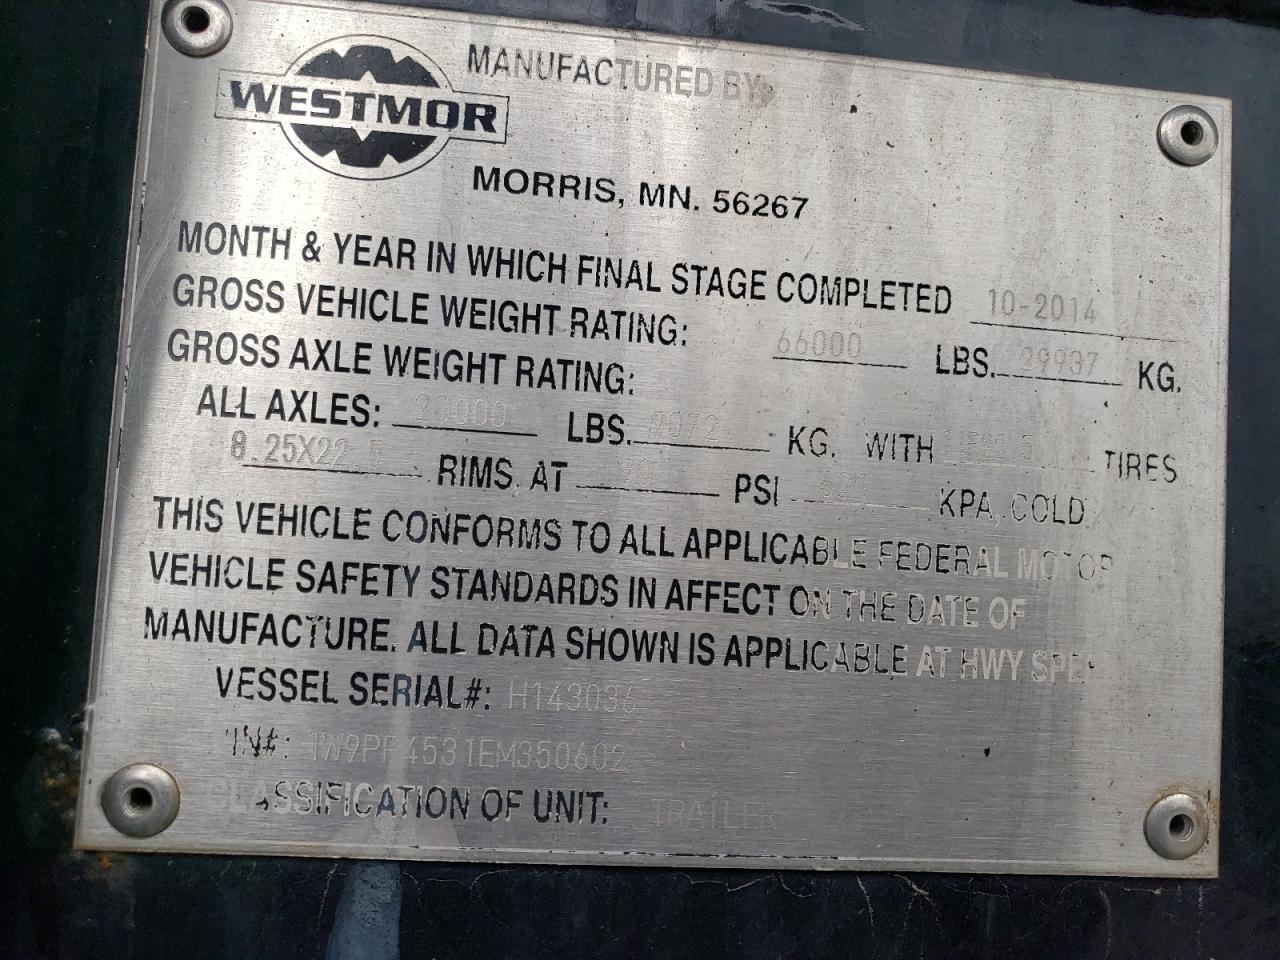 MANUFACTURED BY
WESTMOR
MORRIS, MN. 56267
MONTH & YEAR IN WHICH FINAL STAGE COMPLETED 10-2014
GROSS VEHICLE WEIGHT RATING: 66000 LBS. 29937 KG.
GROSS AXLE WEIGHT RATING:
ALL AXLES: 20000 LBS. 9072 KG. WITH TIRES
8.25X22.5 RIMS, AT PSI KPA, COLD
THIS VEHICLE CONFORMS TO ALL APPLICABLE FEDERAL MOTOR
VEHICLE SAFETY STANDARDS IN AFFECT ON THE DATE OF
MANUFACTURE. ALL DATA SHOWN IS APPLICABLE AT HWY
VESSEL SERIAL#: H143036
CLASSIFICATION OF UNIT: TRAILER